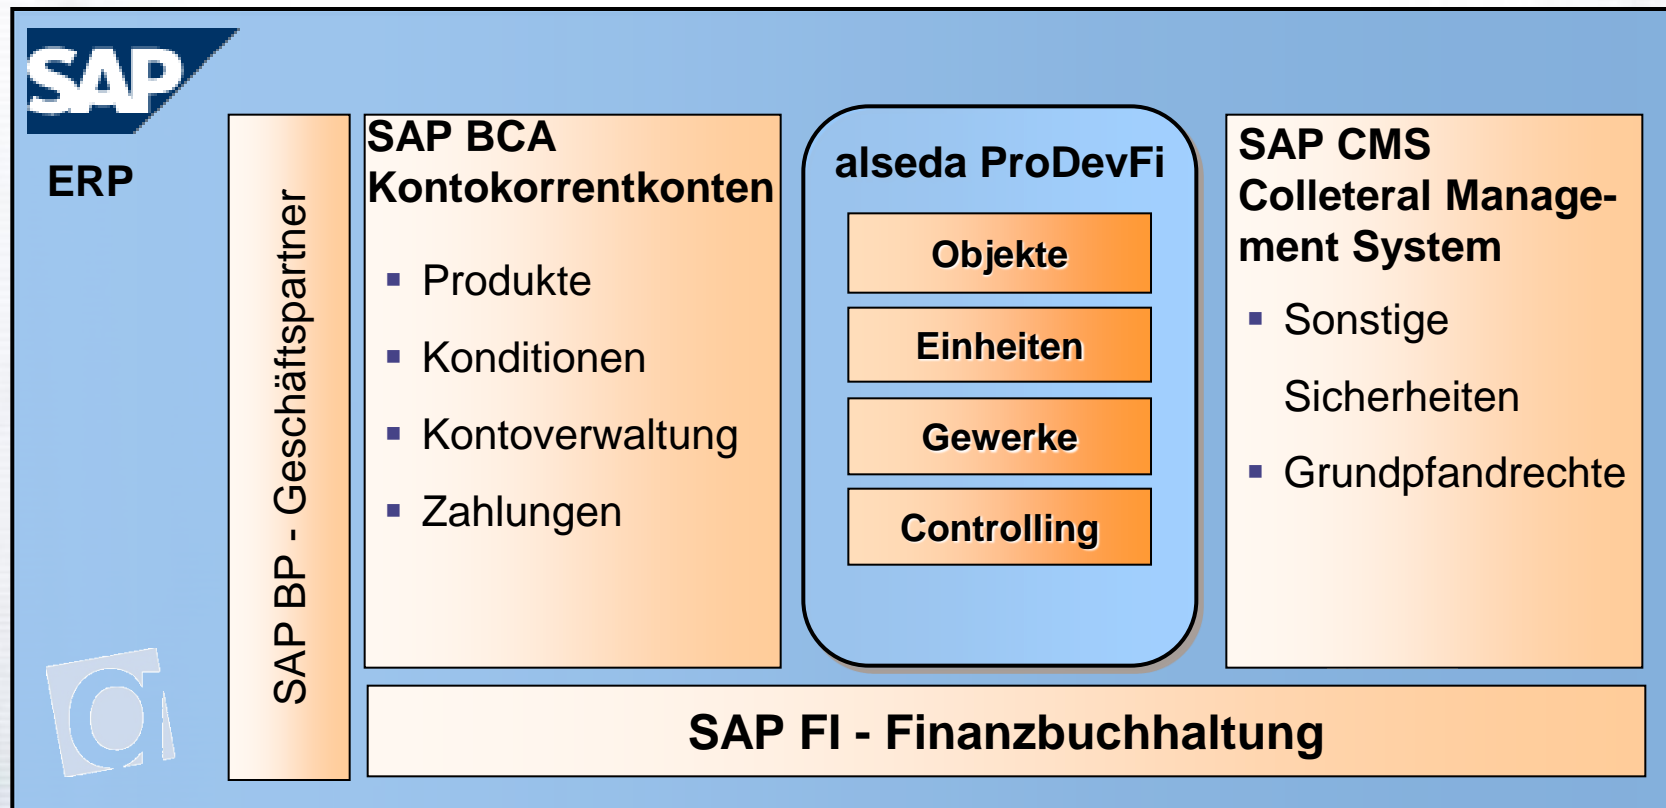 SAP
ERP
SAP BP - Geschäftspartner
SAP BCA
Kontokorrentkonten
Produkte
Konditionen
Kontoverwaltung
Zahlungen
alseda ProDevFi
Objekte
Einheiten
Gewerke
Controlling
SAP CMS
Colleteral Manage-
ment System
Sonstige
Sicherheiten
Grundpfandrechte
SAP FI - Finanzbuchhaltung
a